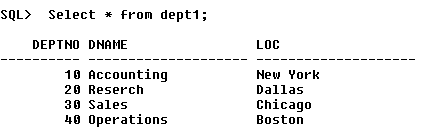 SQL>  Select * from dept1;
    DEPTNO DNAME                LOC
---------- -------------------- --------------------
        10 Accounting           New York
        20 Reserch              Dallas
        30 Sales                Chicago
        40 Operations           Boston